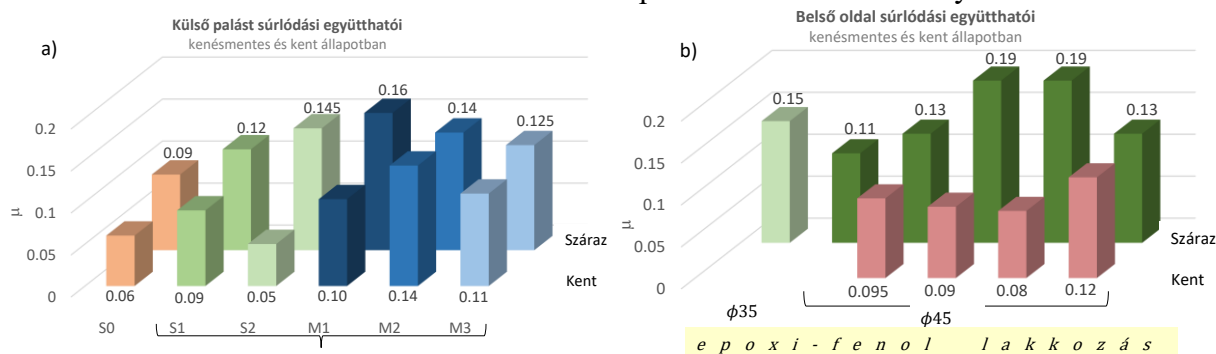 Külső palást súrlódási együtthatói
kenésmentes és kent állapotban
a)
0.2
0.15
0.1
0.05
0
μ
0.09
0.12
0.145
0.16
0.14
0.125
Száraz
Kent
0.06
0.09
0.05
0.10
0.14
0.11
S0
S1
S2
M1
M2
M3
Belső oldal súrlódási együtthatói
kenésmentes és kent állapotban
b)
0.2
0.15
0.1
0.05
0
μ
0.15
0.11
0.13
0.19
0.19
0.13
Száraz
Kent
0.095
0.09
0.08
0.12
ϕ35
ϕ45
epoxi-fenol lakkozás